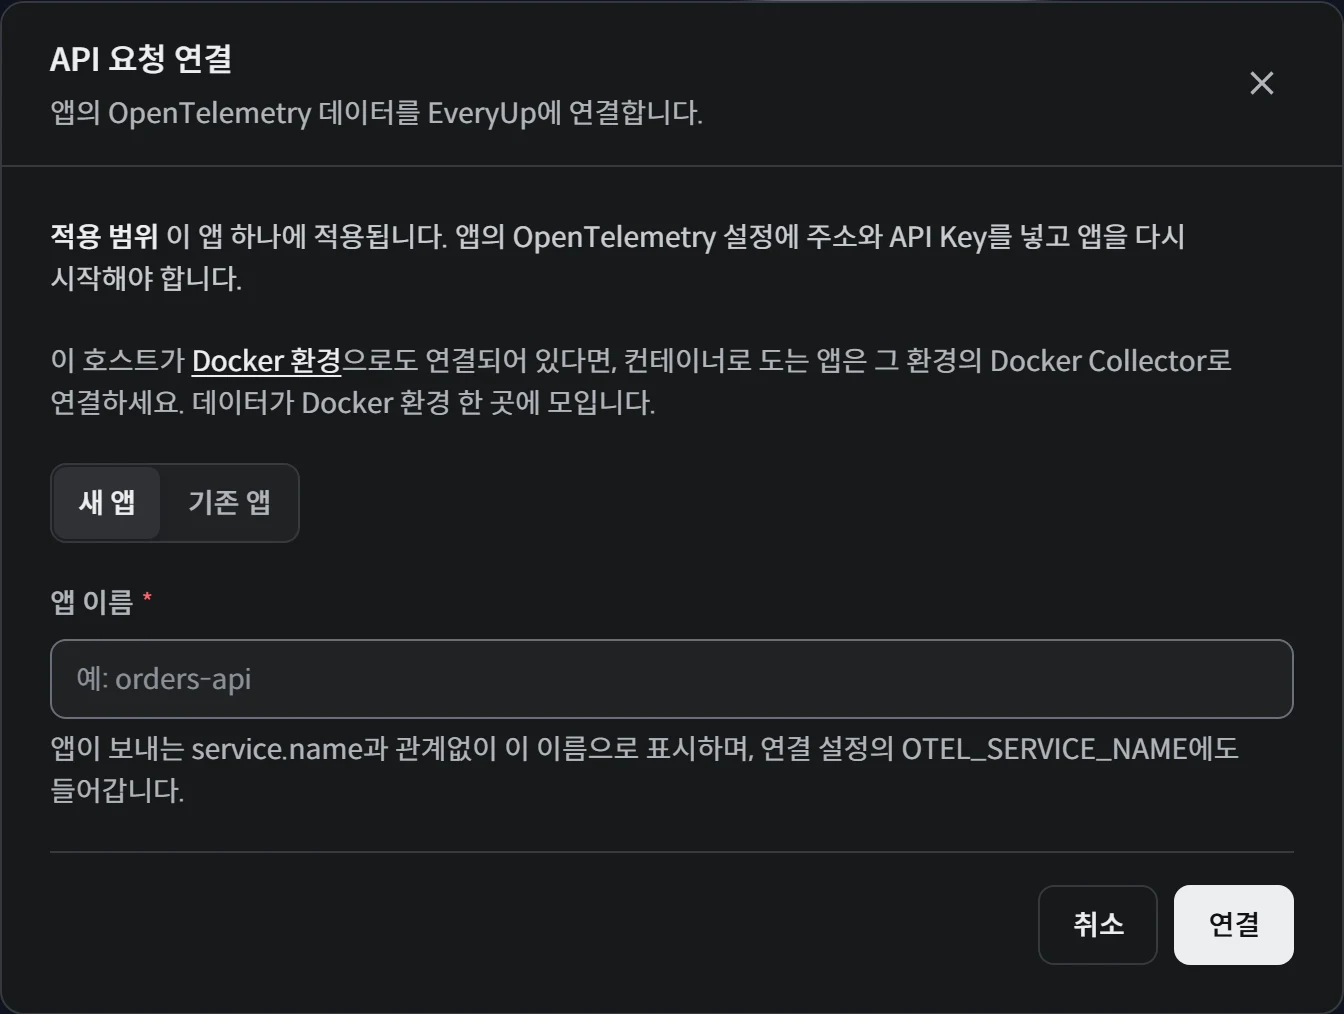 API 요청 연결
앱의 OpenTelemetry 데이터를 EveryUp에 연결합니다.
적용 범위 이 앱 하나에 적용됩니다. 앱의 OpenTelemetry 설정에 주소와 API Key를 넣고 앱을 다시
시작해야 합니다.
이 호스트가 Docker 환경으로도 연결되어 있다면, 컨테이너로 도는 앱은 그 환경의 Docker Collector로
연결하세요. 데이터가 Docker 환경 한 곳에 모입니다.
새 앱 기존 앱
앱 이름 *
예: orders-api
앱이 보내는 service.name과 관계없이 이 이름으로 표시하며, 연결 설정의 OTEL_SERVICE_NAME에도
들어갑니다.
취소 연결